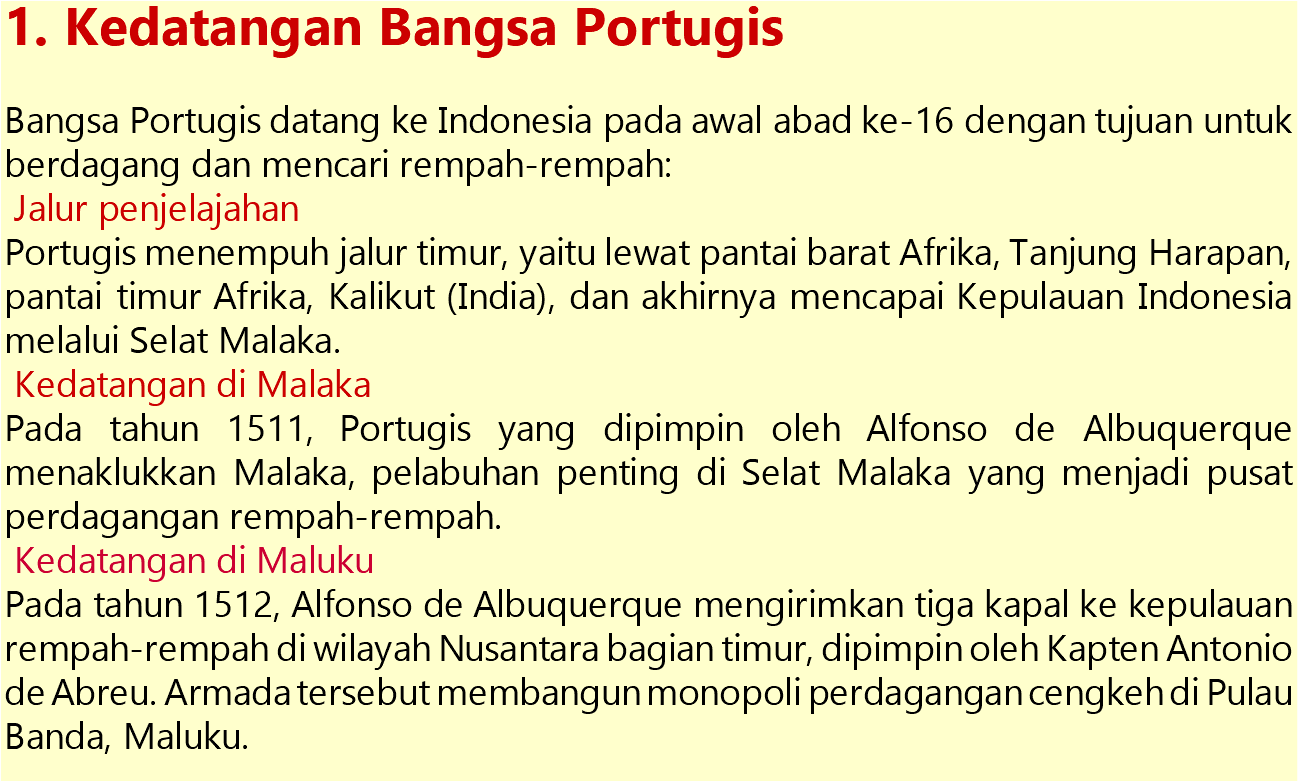 1. Kedatangan Bangsa Portugis
Bangsa Portugis datang ke Indonesia pada awal abad ke-16 dengan tujuan untuk
berdagang dan mencari rempah-rempah:
Jalur penjelajahan
Portugis menempuh jalur timur, yaitu lewat pantai barat Afrika, Tanjung Harapan,
pantai timur Afrika, Kalikut (India), dan akhirnya mencapai Kepulauan Indonesia
melalui Selat Malaka.
Kedatangan di Malaka
Pada tahun 1511, Portugis yang dipimpin oleh Alfonso de Albuquerque
menaklukkan Malaka, pelabuhan penting di Selat Malaka yang menjadi pusat
perdagangan rempah-rempah.
Kedatangan di Maluku
Pada tahun 1512, Alfonso de Albuquerque mengirimkan tiga kapal ke kepulauan
rempah-rempah di wilayah Nusantara bagian timur, dipimpin oleh Kapten Antonio
de Abreu. Armada tersebut membangun monopoli perdagangan cengkeh di Pulau
Banda, Maluku.